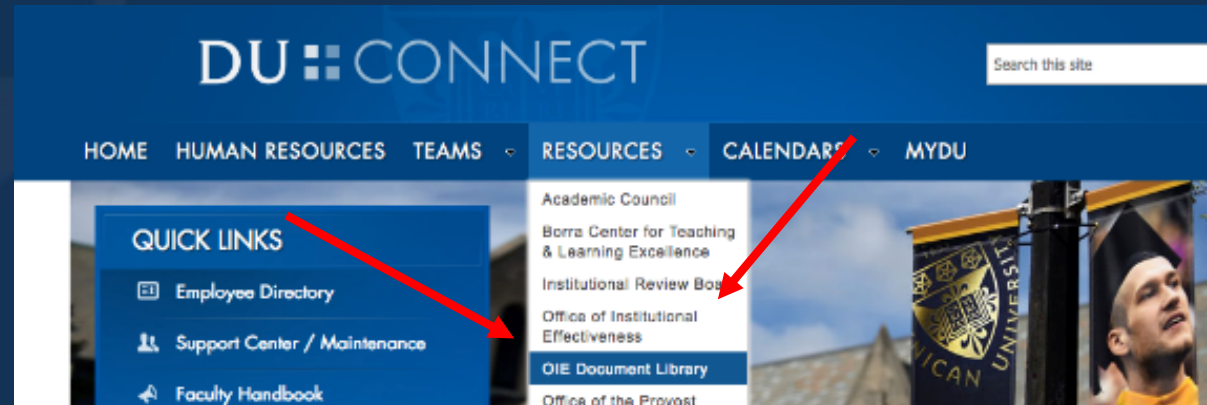 DU CONNECT
Search this site
HOME HUMAN RESOURCES TEAMS RESOURCES CALENDARS MYDU
QUICK LINKS
Employee Directory
Support Center / Maintenance
Faculty Handbook
Academic Council
Borra Center for Teaching
& Learning Excellence
Institutional Review
Office of Institutional
Effectiveness
OIE Document Library
Office of the Provost
NICAN
UNIVERSIT